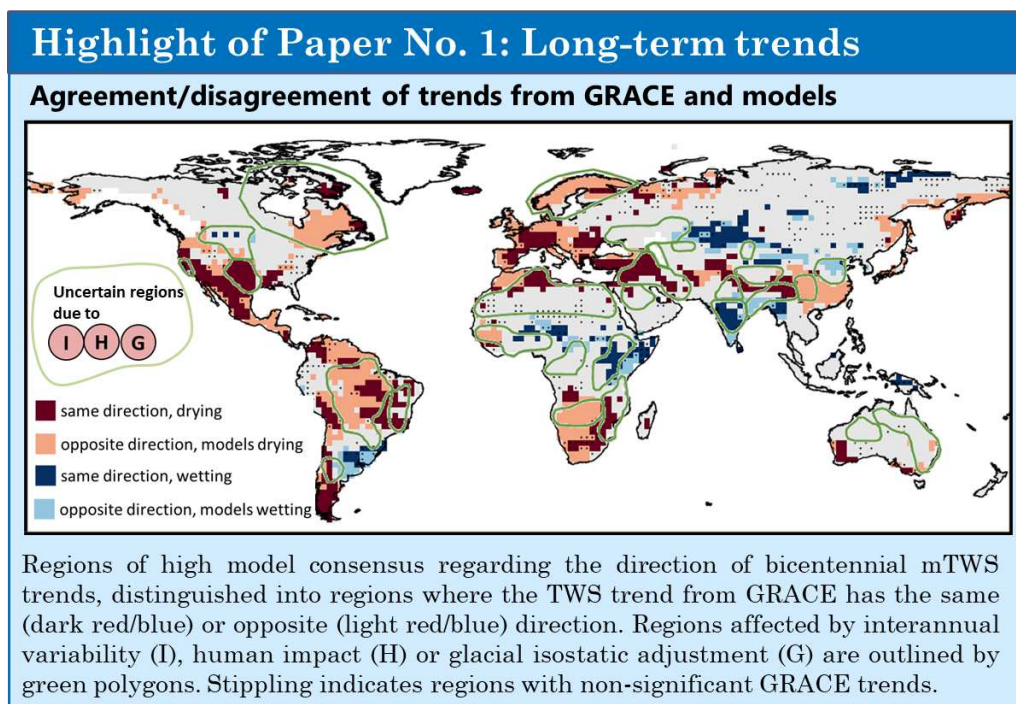 Highlight of Paper No. 1: Long-term trends
Agreement/disagreement of trends from GRACE and models
Uncertain regions
due to
I H G
same direction, drying
opposite direction, models drying
same direction, wetting
opposite direction, models wetting
Regions of high model consensus regarding the direction of bicentennial mTWS
trends, distinguished into regions where the TWS trend from GRACE has the same
(dark red/blue) or opposite (light red/blue) direction. Regions affected by interannual
variability (I), human impact (H) or glacial isostatic adjustment (G) are outlined by
green polygons. Stippling indicates regions with non-significant GRACE trends.